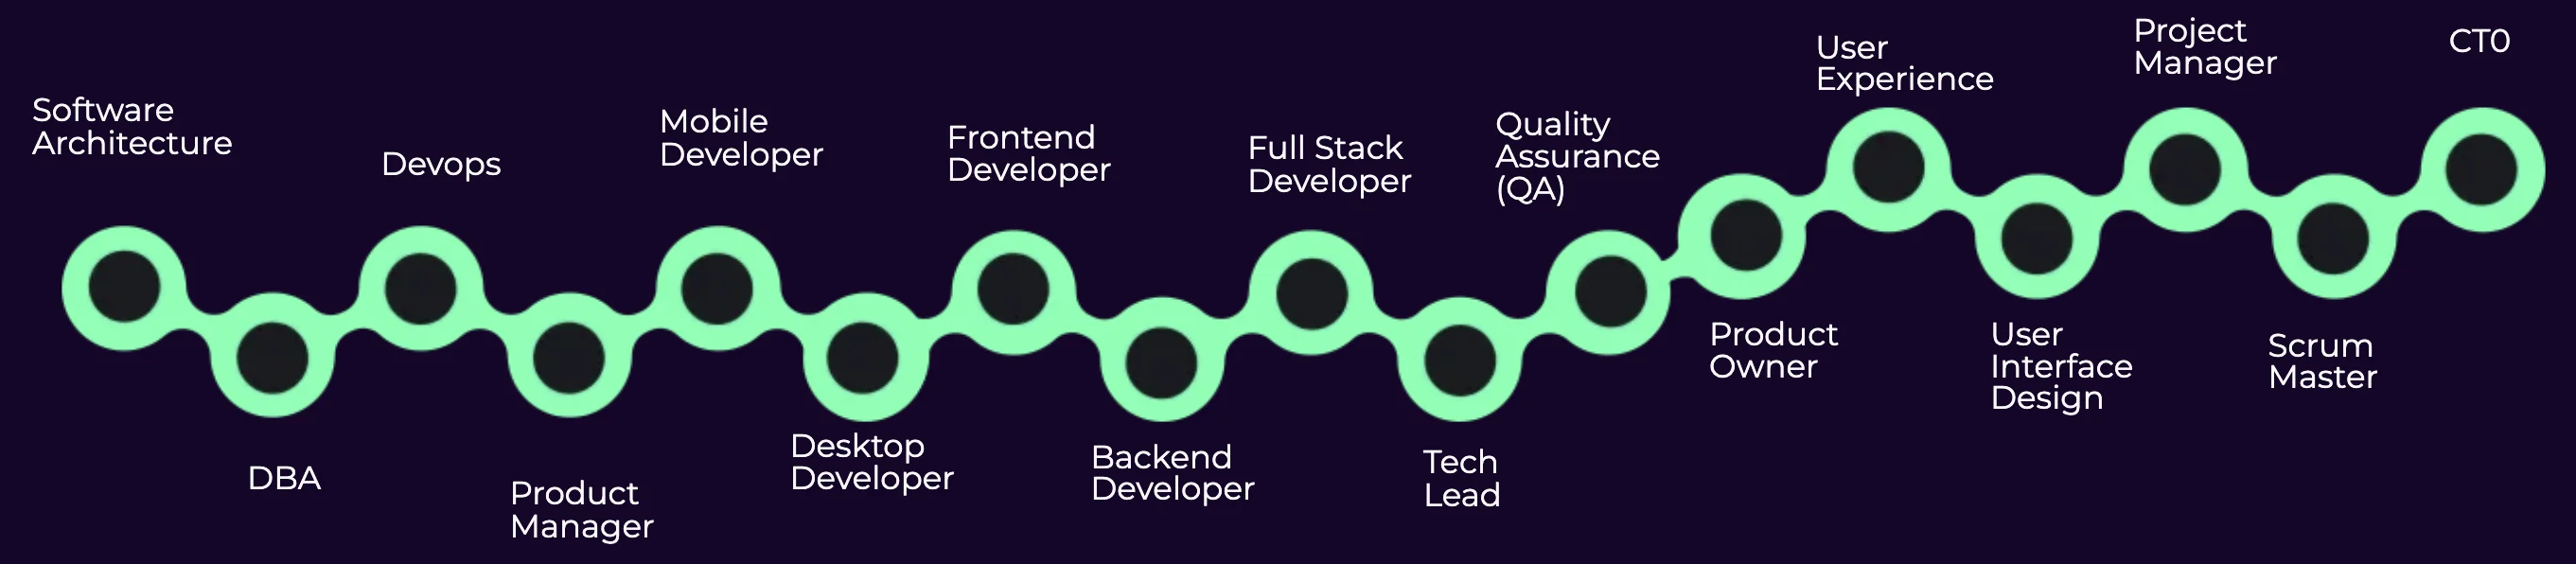 Software
Architecture
DBA
Devops
Product
Manager
Mobile
Developer
Desktop
Developer
Frontend
Developer
Backend
Developer
Full Stack
Developer
Tech
Lead
Quality
Assurance
(QA)
Product
Owner
User
Experience
User
Interface
Design
Project
Manager
Scrum
Master
CT0